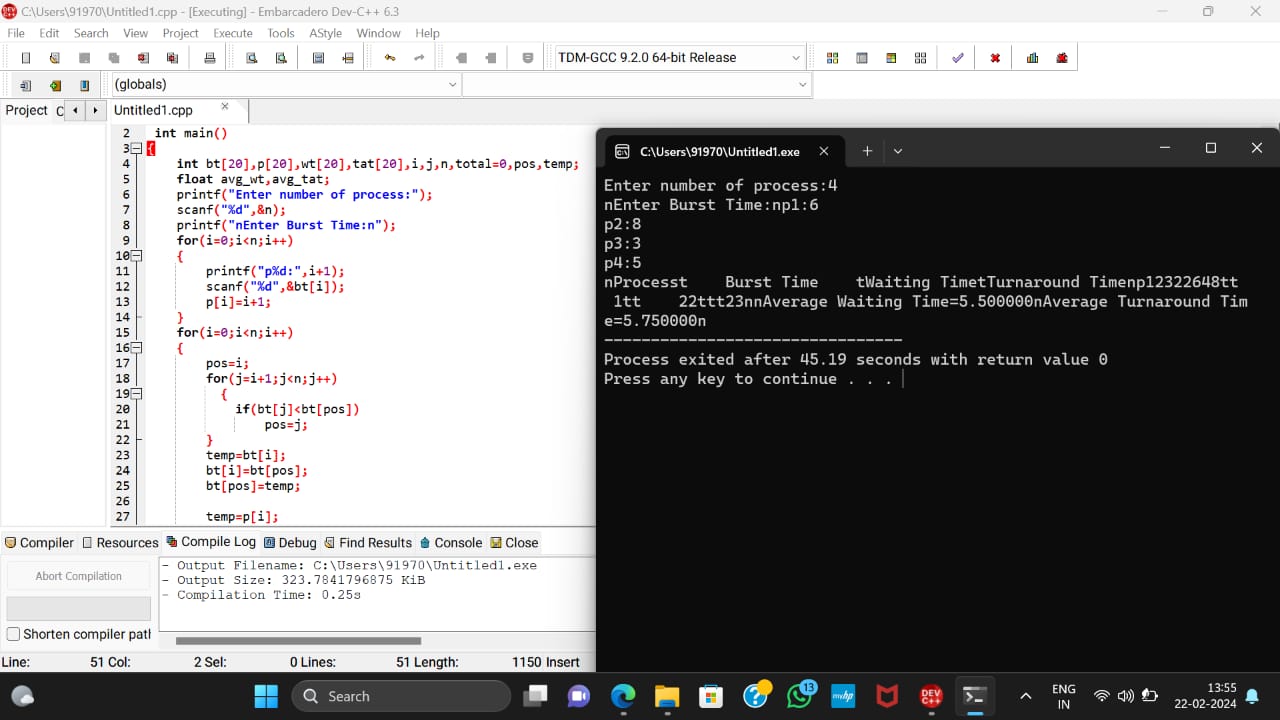 C:\Users\91970\Untitled1.cpp - [Executing] - Embarcadero Dev-C++ 6.3
File Edit Search View Project Execute Tools AStyle Window Help
TDM-GCC 9.2.0 64-bit Release
(globals)
Project C
Untitled1.cpp
2 int main()
3 {
4 int bt[20],p[20],wt[20],tat[20],i,j,n,total=0,pos,temp;
5 float avg_wt,avg_tat;
6 printf("Enter number of process:");
7 scanf("%d",&n);
8 printf("nEnter Burst Time:n");
9 for(i=0;i<n;i++)
10 {
11 printf("p%d:",i+1);
12 scanf("%d",&bt[i]);
13 p[i]=i+1;
14 }
15 for(i=0;i<n;i++)
16 {
17 pos=i;
18 for(j=i+1;j<n;j++)
19 {
20 if(bt[j]<bt[pos])
21 pos=j;
22 }
23 temp=bt[i];
24 bt[i]=bt[pos];
25 bt[pos]=temp;
26
27 temp=p[i];
C:\Users\91970\Untitled1.exe
Enter number of process:4
nEnter Burst Time:np1:6
p2:8
p3:3
p4:5
nProcesst    Burst Time    tWaiting TimetTurnaround Timenp12322648tt
1tt    22ttt23nnAverage Waiting Time=5.500000nAverage Turnaround Tim
e=5.750000n
--------------------------------
Process exited after 45.19 seconds with return value 0
Press any key to continue . . .
Compiler Resources Compile Log Debug Find Results Console Close
Abort Compilation
Shorten compiler path
- Output Filename: C:\Users\91970\Untitled1.exe
- Output Size: 323.7841796875 KiB
- Compilation Time: 0.25s
Line: 51 Col: 2 Sel: 0 Lines: 51 Length: 1150 Insert
Search
13
myhp
DEV C++
ENG
IN
13:55
22-02-2024